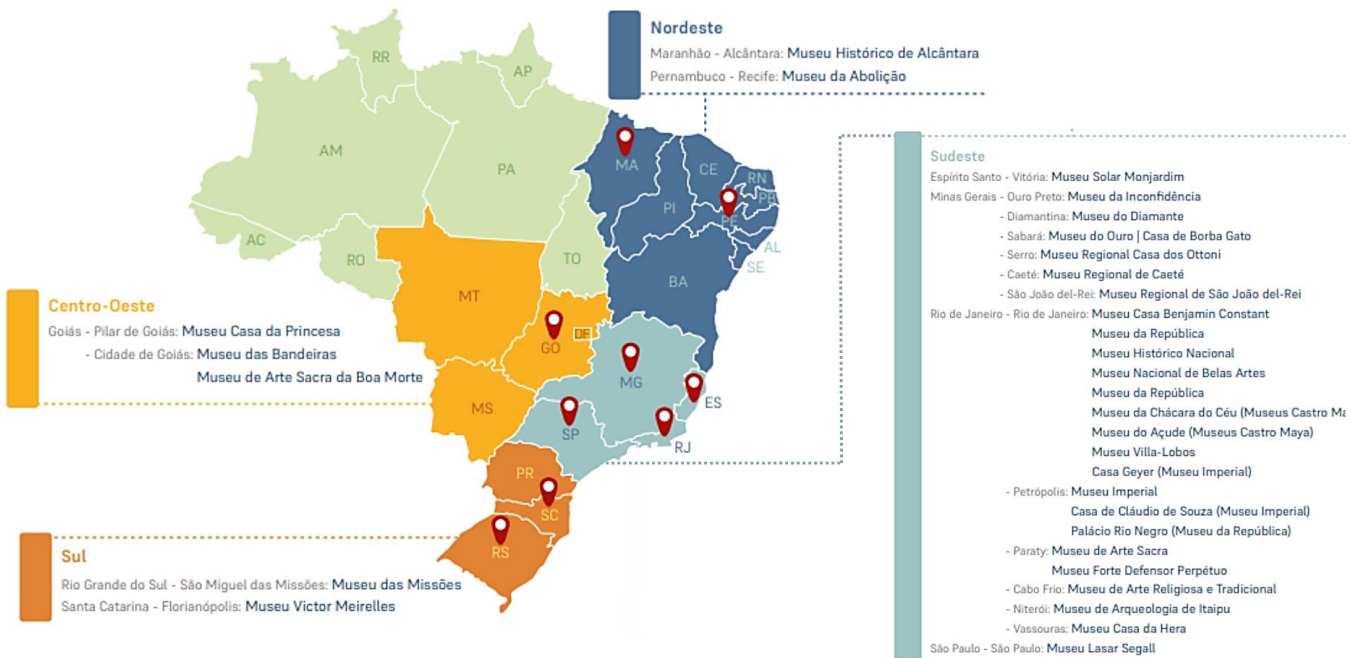 Nordeste
Maranhão - Alcântara: Museu Histórico de Alcântara
Pernambuco - Recife: Museu da Abolição
RR
AP
AM
PA
MA
CE
RN
PB
PI
PE
AC
RO
TO
AL
SE
BA
MT
GO
DF
MG
MS
ES
SP
RJ
PR
SC
RS
Centro-Oeste
Goiás - Pilar de Goiás: Museu Casa da Princesa
- Cidade de Goiás: Museu das Bandeiras
Museu de Arte Sacra da Boa Morte
Sul
Rio Grande do Sul - São Miguel das Missões: Museu das Missões
Santa Catarina - Florianópolis: Museu Victor Meirelles
Sudeste
Espírito Santo - Vitória: Museu Solar Monjardim
Minas Gerais - Ouro Preto: Museu da Inconfidência
- Diamantina: Museu do Diamante
- Sabará: Museu do Ouro | Casa de Borba Gato
- Serro: Museu Regional Casa dos Ottoni
- Caeté: Museu Regional de Caeté
- São João del-Rei: Museu Regional de São João del-Rei
Rio de Janeiro - Rio de Janeiro: Museu Casa Benjamin Constant
Museu da República
Museu Histórico Nacional
Museu Nacional de Belas Artes
Museu da República
Museu da Chácara do Céu (Museus Castro Ma
Museu do Açude (Museus Castro Maya)
Museu Villa-Lobos
Casa Geyer (Museu Imperial)
- Petrópolis: Museu Imperial
Casa de Cláudio de Souza (Museu Imperial)
Palácio Rio Negro (Museu da República)
- Paraty: Museu de Arte Sacra
Museu Forte Defensor Perpétuo
- Cabo Frio: Museu de Arte Religiosa e Tradicional
- Niterói: Museu de Arqueologia de Itaipu
- Vassouras: Museu Casa da Hera
São Paulo - São Paulo: Museu Lasar Segall